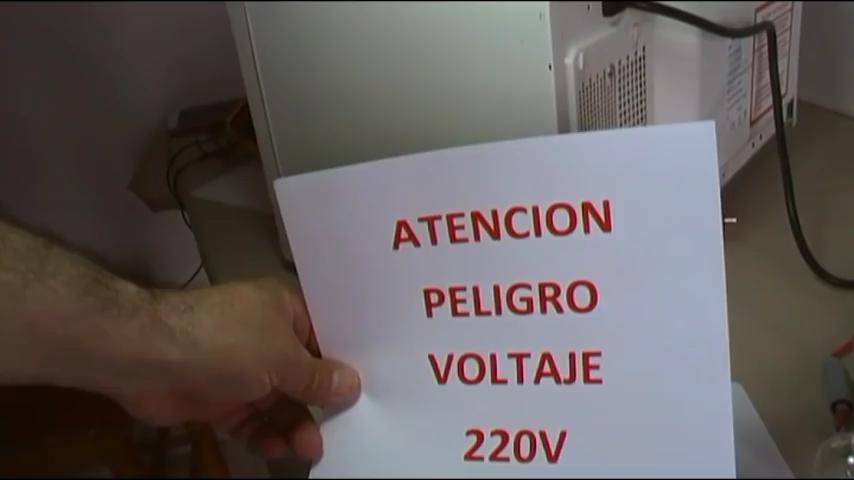 ATENCION
PELIGRO
VOLTAJE
220V